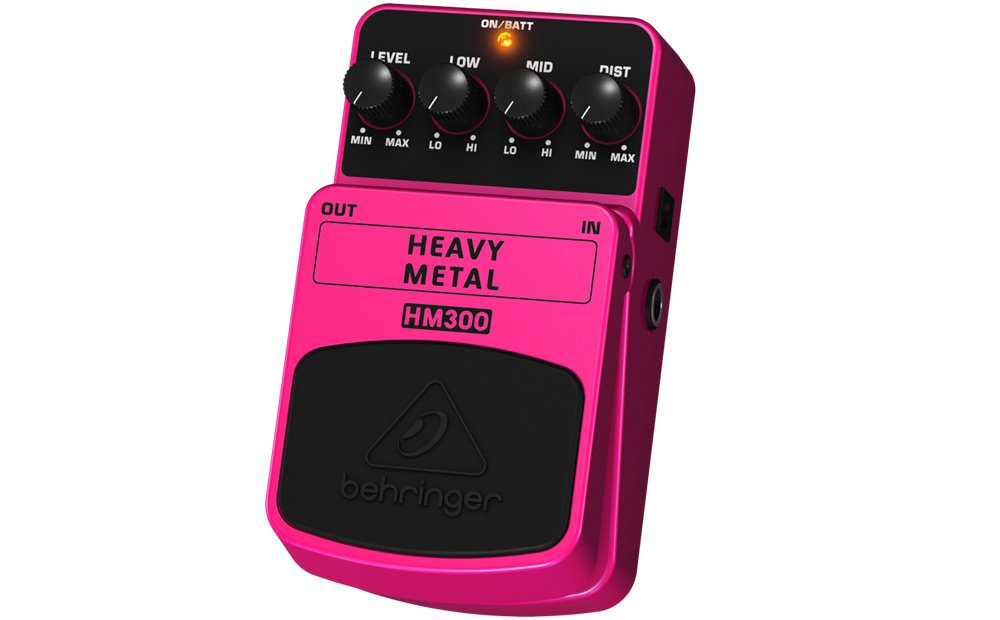 ON/BATT
LEVEL LOW MID DIST
MIN MAX LO HI LO HI MIN MAX
OUT IN
HEAVY
METAL
HM300
behringer